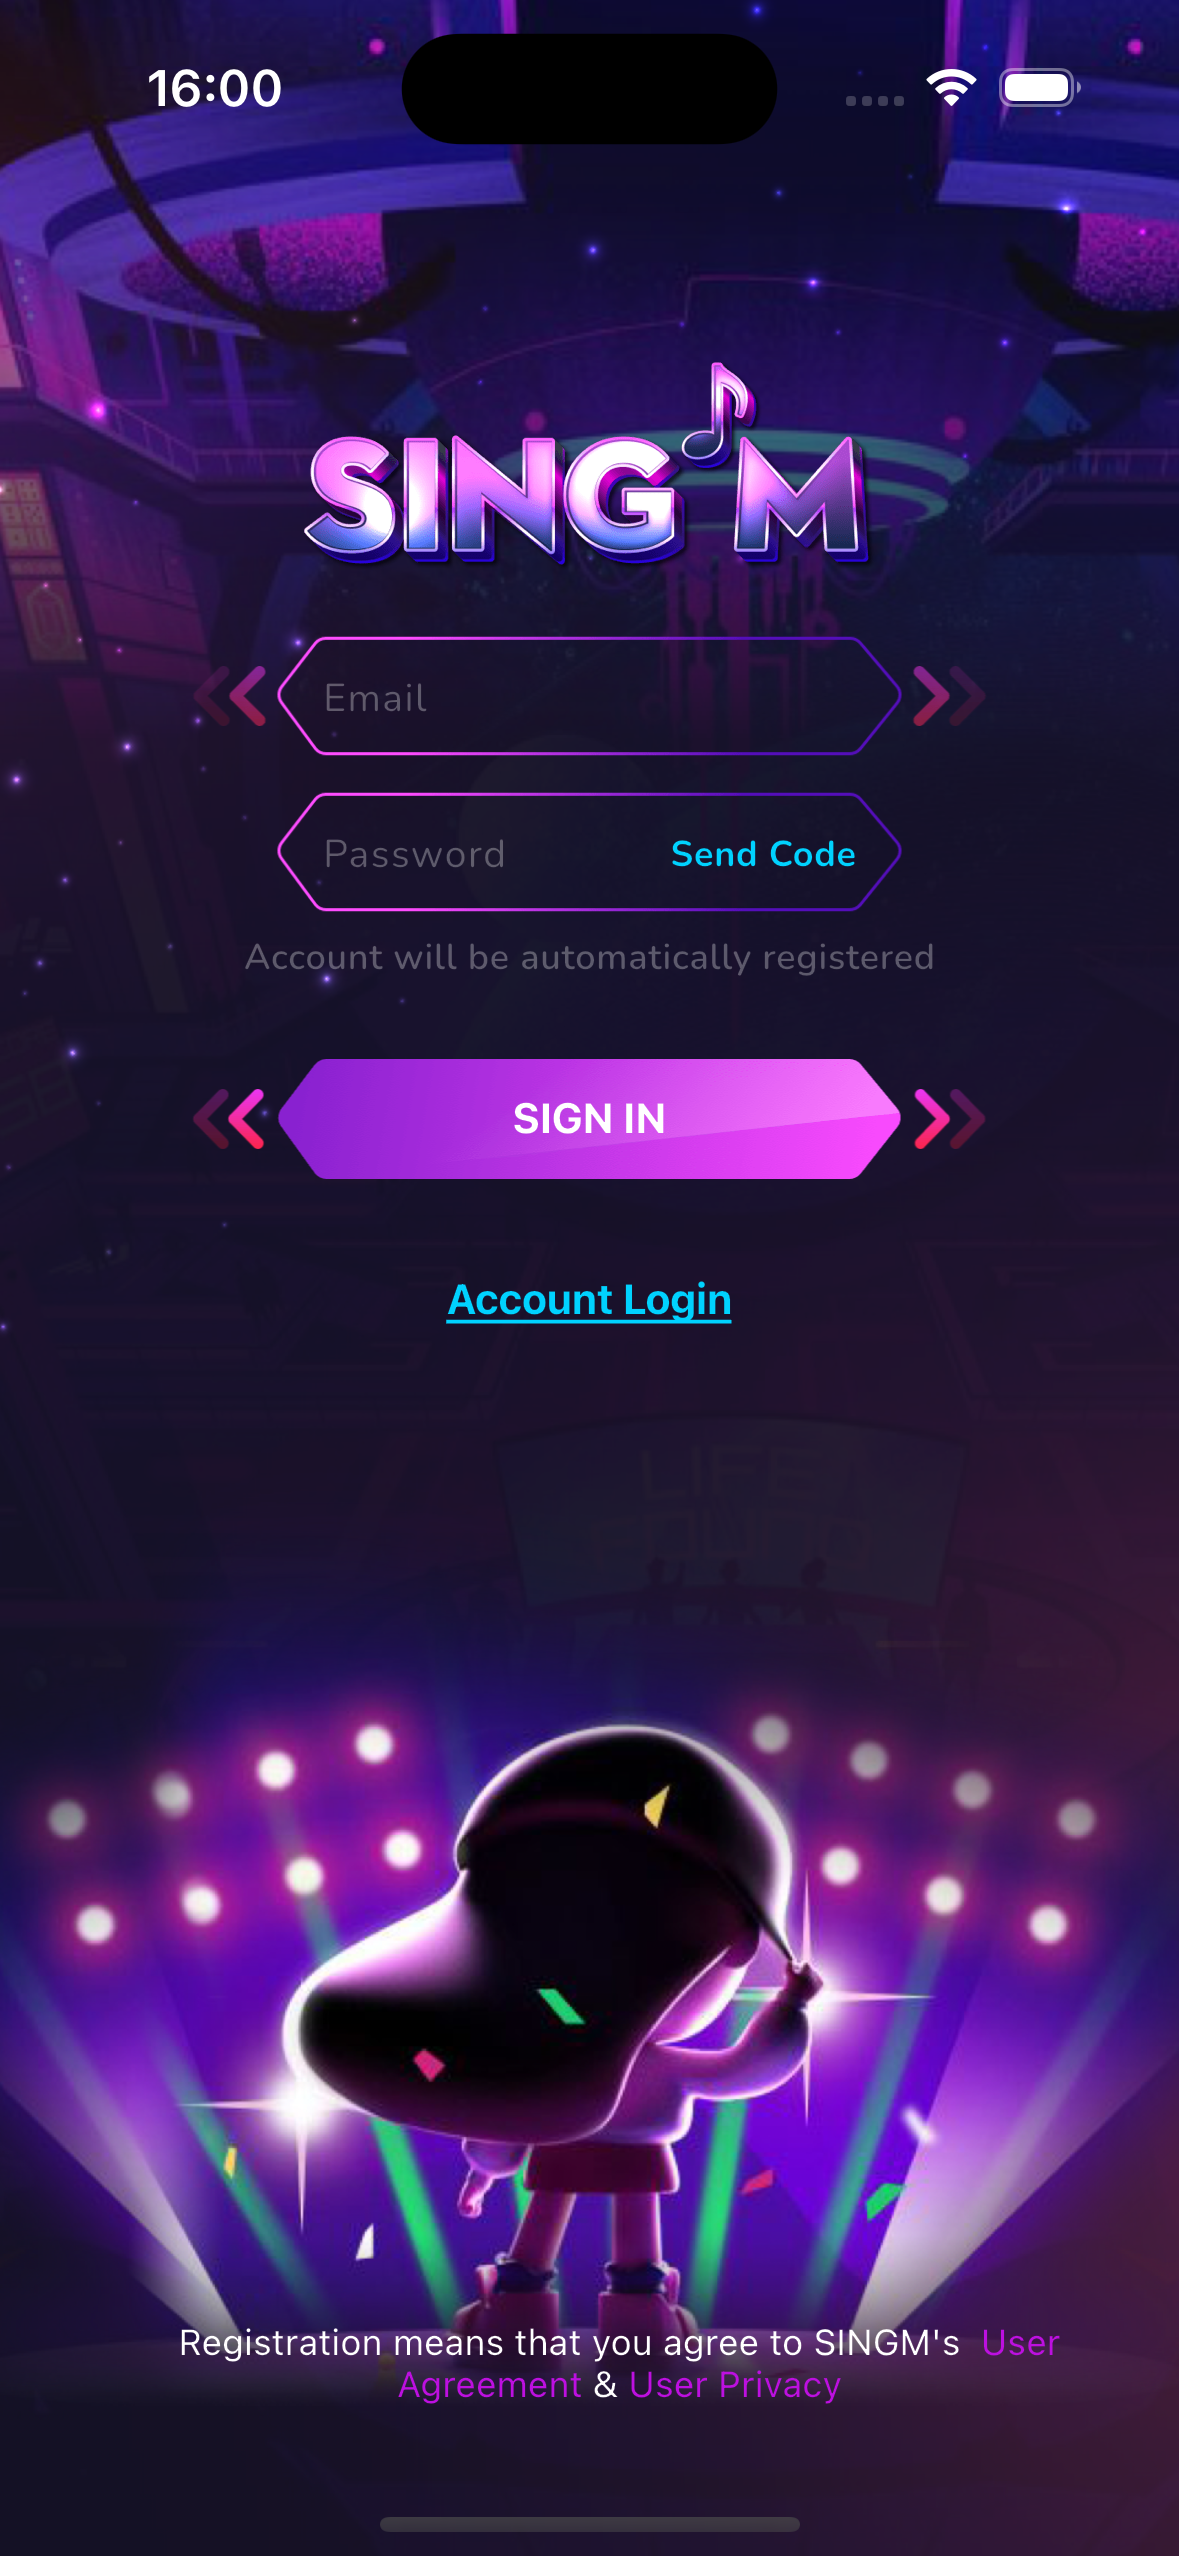 16:00
SING M
Email
Password
Send Code
Account will be automatically registered
SIGN IN
Account Login
LIFE
Registration means that you agree to SINGM's User
Agreement & User Privacy